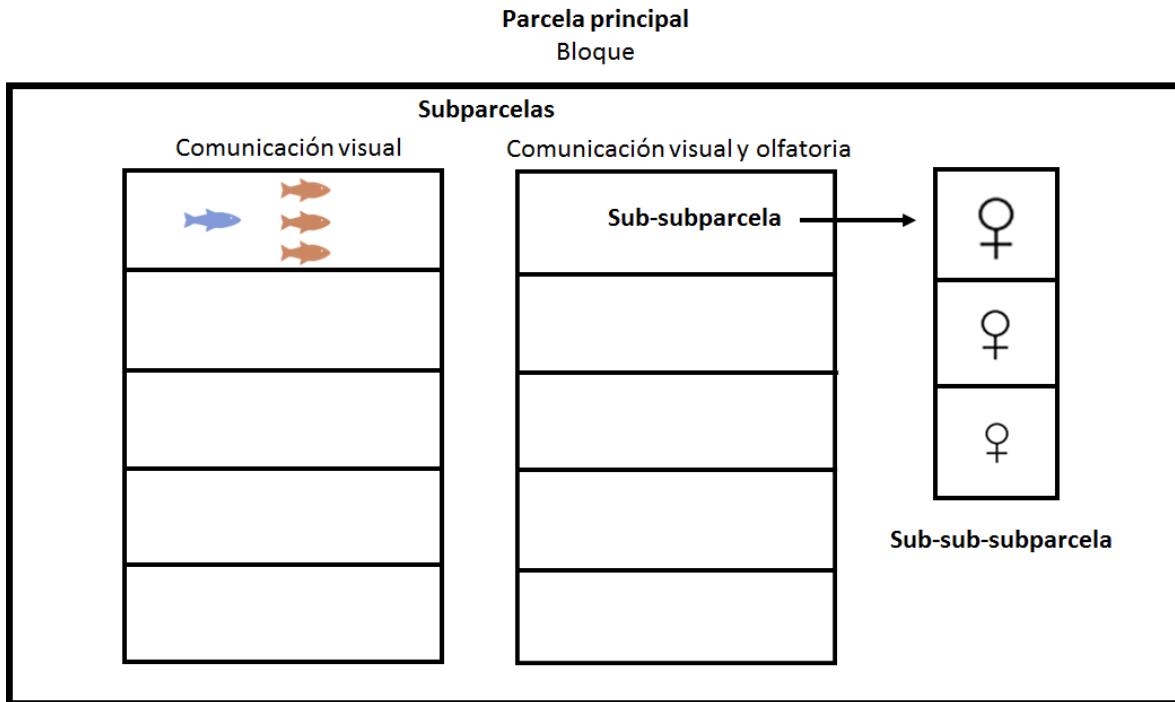 Parcela principal
Bloque
Subparcelas
Comunicación visual
Comunicación visual y olfatoria
Sub-subparcela
Sub-sub-subparcela